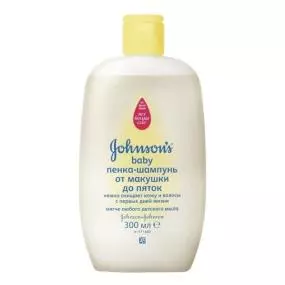 Johnson's
baby
пенка-шампунь
от макушки
до пяток
нежно очищает кожу и волосы
с первых дней жизни
мягче любого детского мыла
Johnson & Johnson
300 мл e